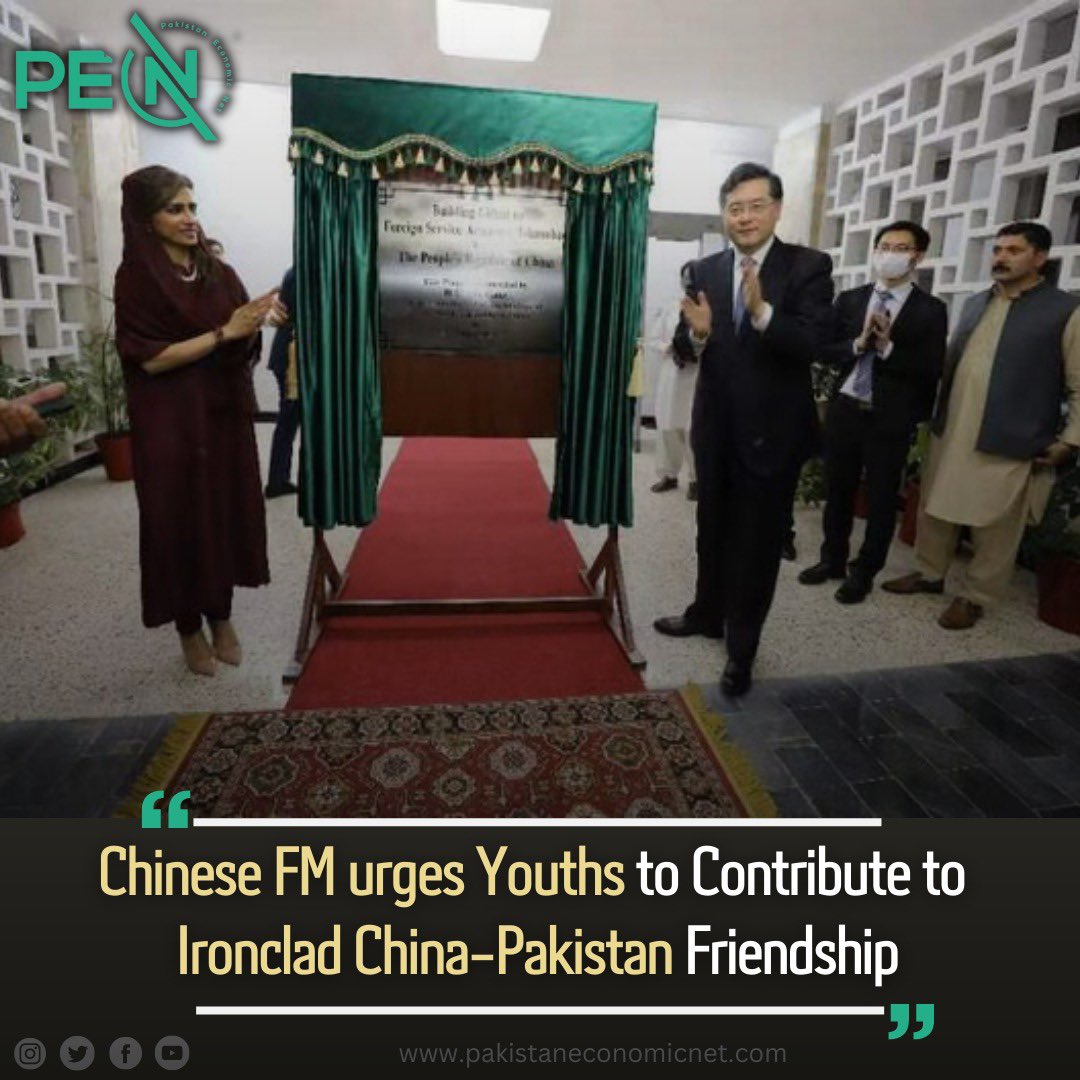 PEN
Pakistan Economic Net
Building Gifted to
Foreign Service Academy, Islamabad
The People's Republic of China
“
Chinese FM urges Youths to Contribute to
Ironclad China-Pakistan Friendship
”
www.pakistaneconomicnet.com